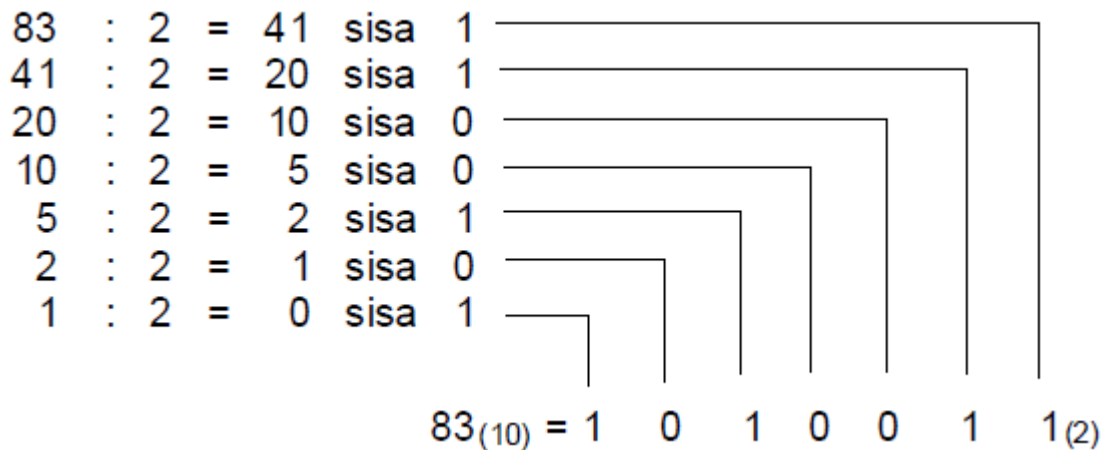 83 : 2 = 41 sisa 1
41 : 2 = 20 sisa 1
20 : 2 = 10 sisa 0
10 : 2 = 5 sisa 0
5 : 2 = 2 sisa 1
2 : 2 = 1 sisa 0
1 : 2 = 0 sisa 1
83(10) = 1 0 1 0 0 1 1(2)